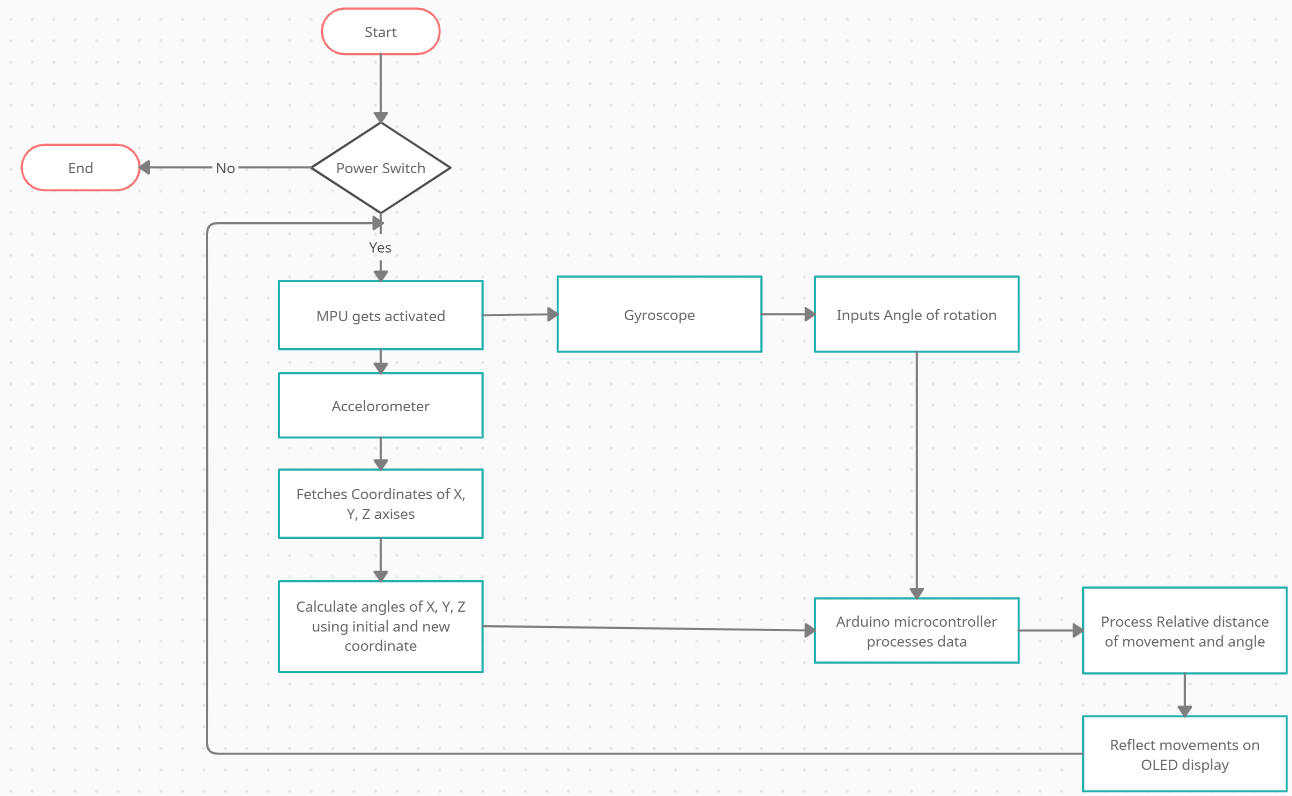 Start
Power Switch
No
End
Yes
MPU gets activated
Gyroscope
Inputs Angle of rotation
Accelorometer
Fetches Coordinates of X,
Y, Z axises
Calculate angles of X, Y, Z
using initial and new
coordinate
Arduino microcontroller
processes data
Process Relative distance
of movement and angle
Reflect movements on
OLED display